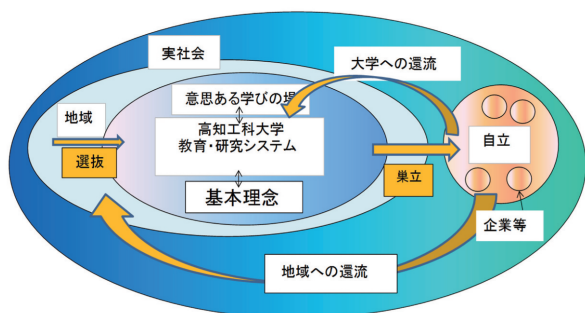 実社会
大学への還流
意思ある学びの場
地域
高知工科大学
教育・研究システム
自立
選抜
巣立
基本理念
企業等
地域への還流